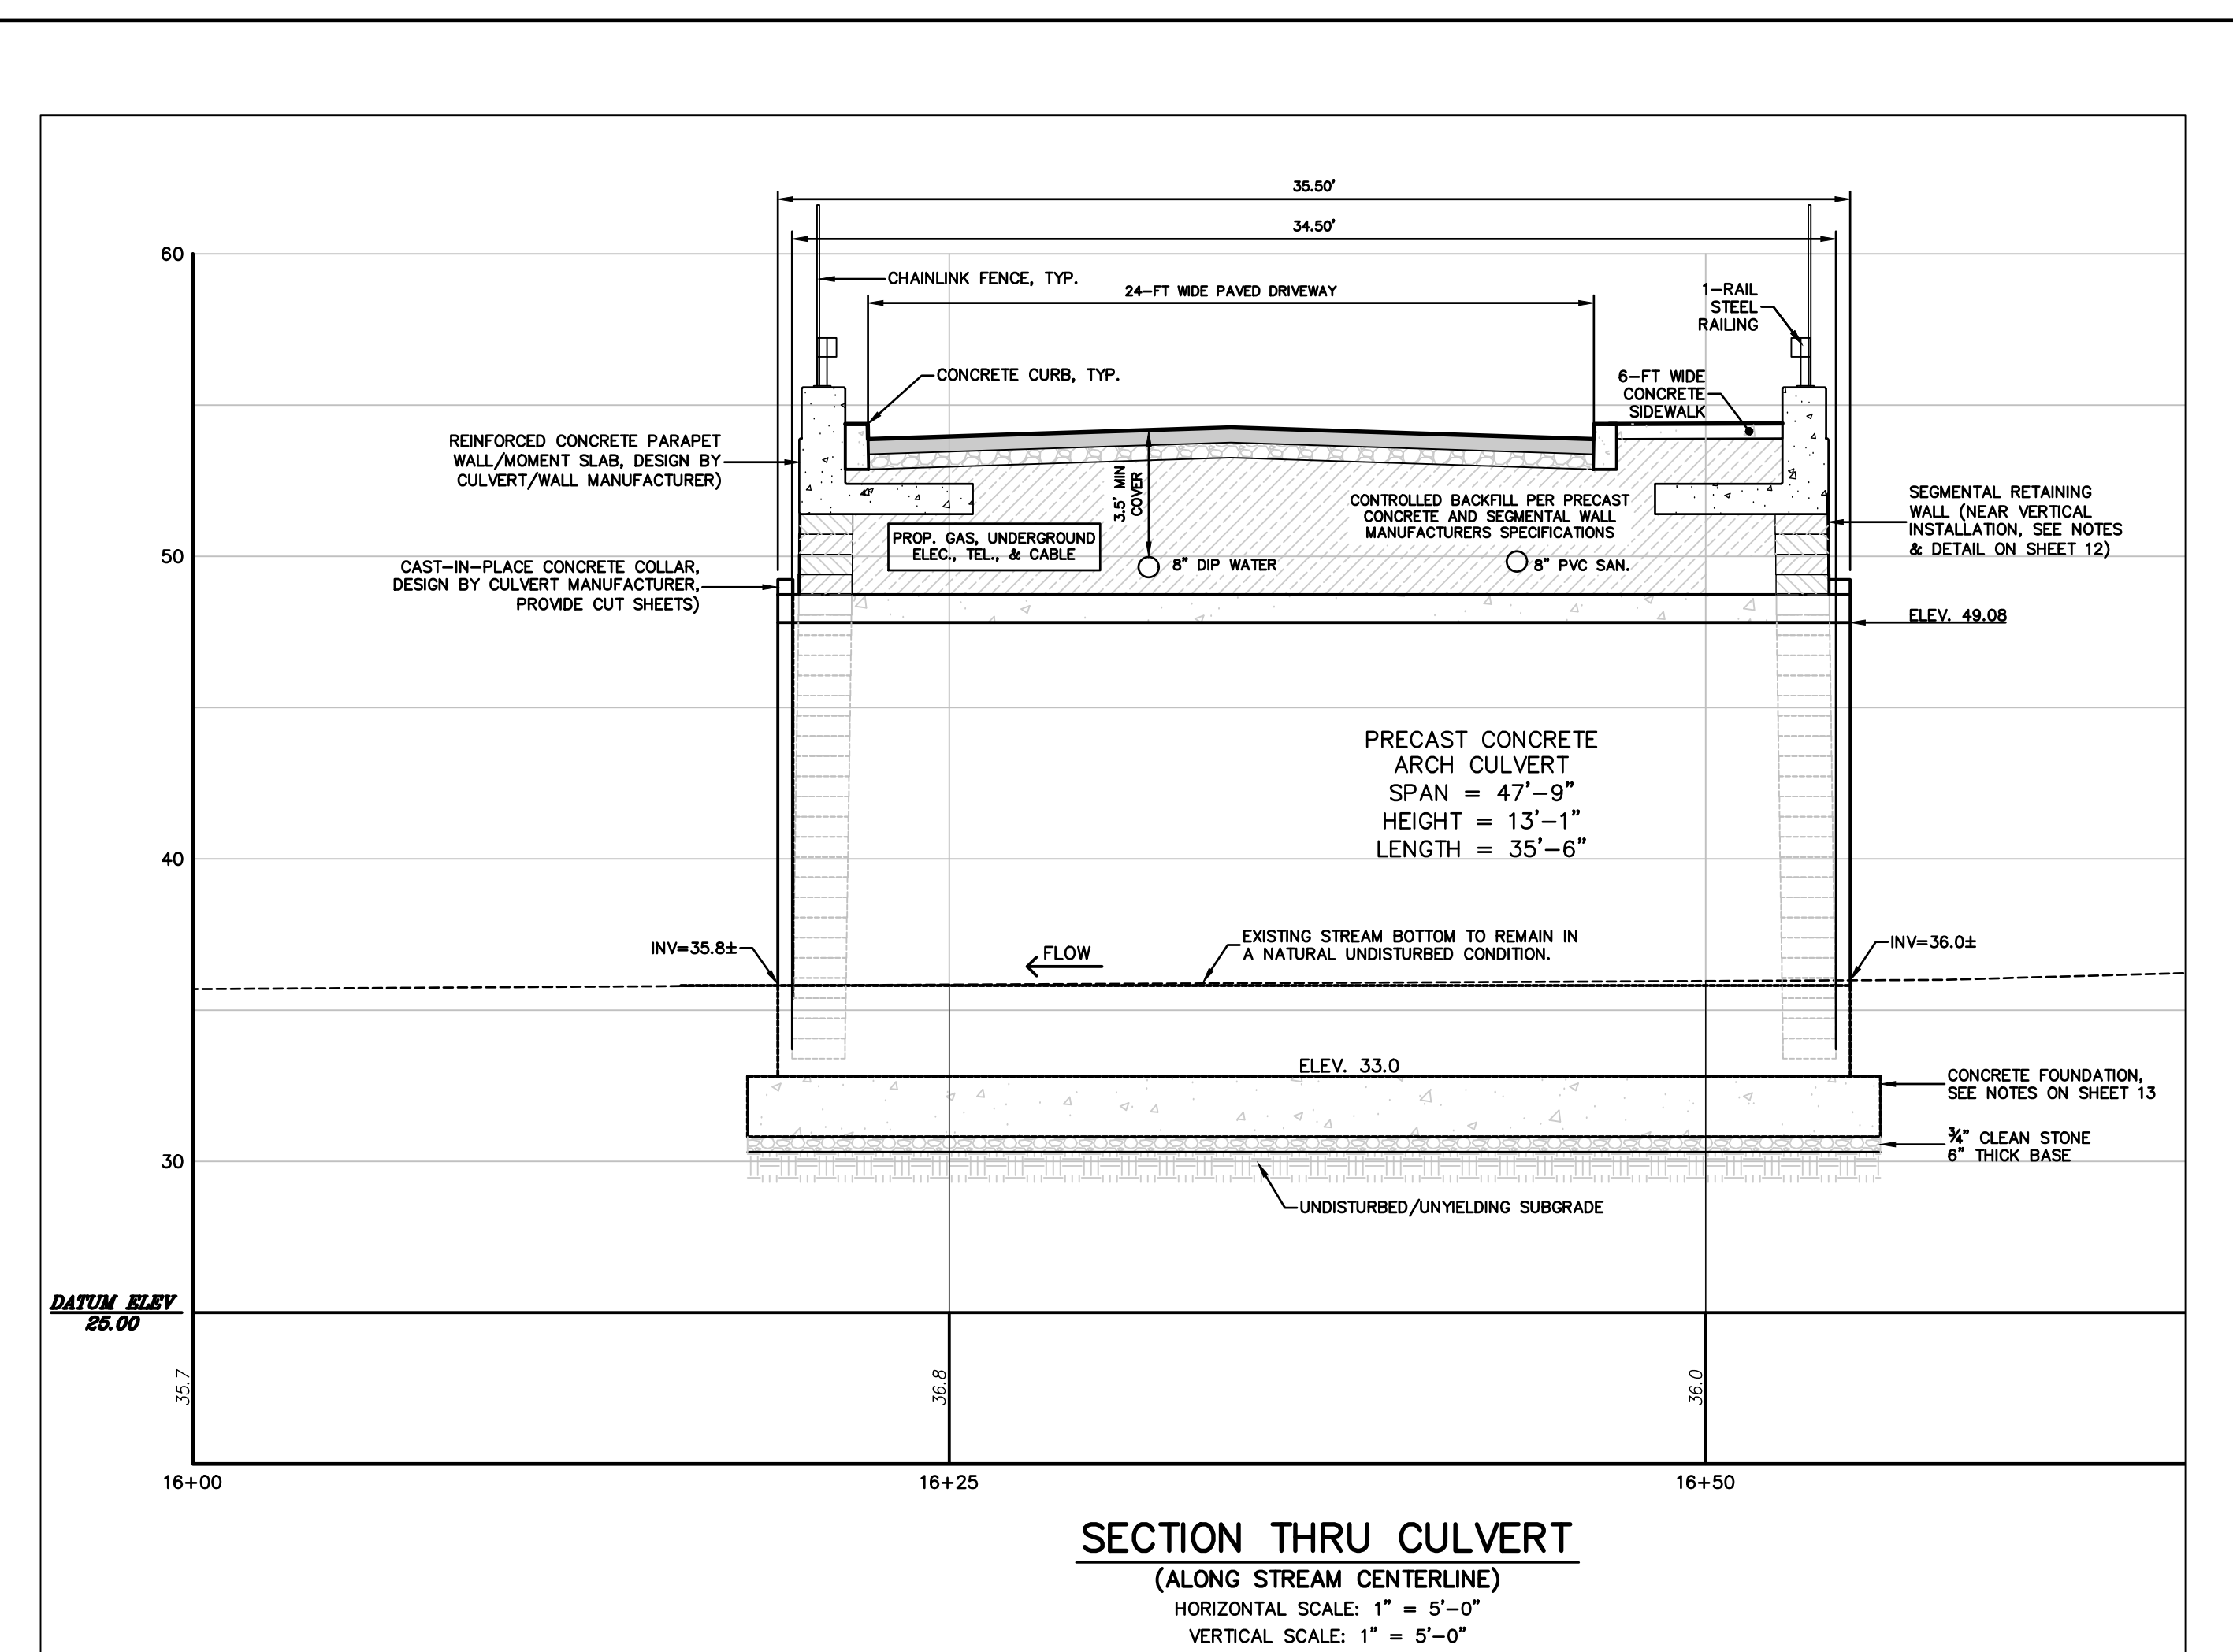 35.50'
34.50'
60
CHAINLINK FENCE, TYP.
24-FT WIDE PAVED DRIVEWAY
1-RAIL
STEEL
RAILING
CONCRETE CURB, TYP.
6-FT WIDE
CONCRETE
SIDEWALK
REINFORCED CONCRETE PARAPET
WALL/MOMENT SLAB, DESIGN BY
CULVERT/WALL MANUFACTURER)
3.5' MIN
COVER
CONTROLLED BACKFILL PER PRECAST
CONCRETE AND SEGMENTAL WALL
MANUFACTURERS SPECIFICATIONS
SEGMENTAL RETAINING
WALL (NEAR VERTICAL
INSTALLATION, SEE NOTES
& DETAIL ON SHEET 12)
PROP. GAS, UNDERGROUND
ELEC., TEL., & CABLE
50
8" DIP WATER
8" PVC SAN.
CAST-IN-PLACE CONCRETE COLLAR,
DESIGN BY CULVERT MANUFACTURER,
PROVIDE CUT SHEETS)
ELEV. 49.08
PRECAST CONCRETE
ARCH CULVERT
SPAN = 47'-9"
HEIGHT = 13'-1"
LENGTH = 35'-6"
40
INV=35.8±
FLOW
EXISTING STREAM BOTTOM TO REMAIN IN
A NATURAL UNDISTURBED CONDITION.
INV=36.0±
ELEV. 33.0
CONCRETE FOUNDATION,
SEE NOTES ON SHEET 13
¾" CLEAN STONE
6" THICK BASE
30
UNDISTURBED/UNYIELDING SUBGRADE
DATUM ELEV
25.00
35.7
36.8
36.0
16+00
16+25
16+50
SECTION THRU CULVERT
(ALONG STREAM CENTERLINE)
HORIZONTAL SCALE: 1" = 5'-0"
VERTICAL SCALE: 1" = 5'-0"